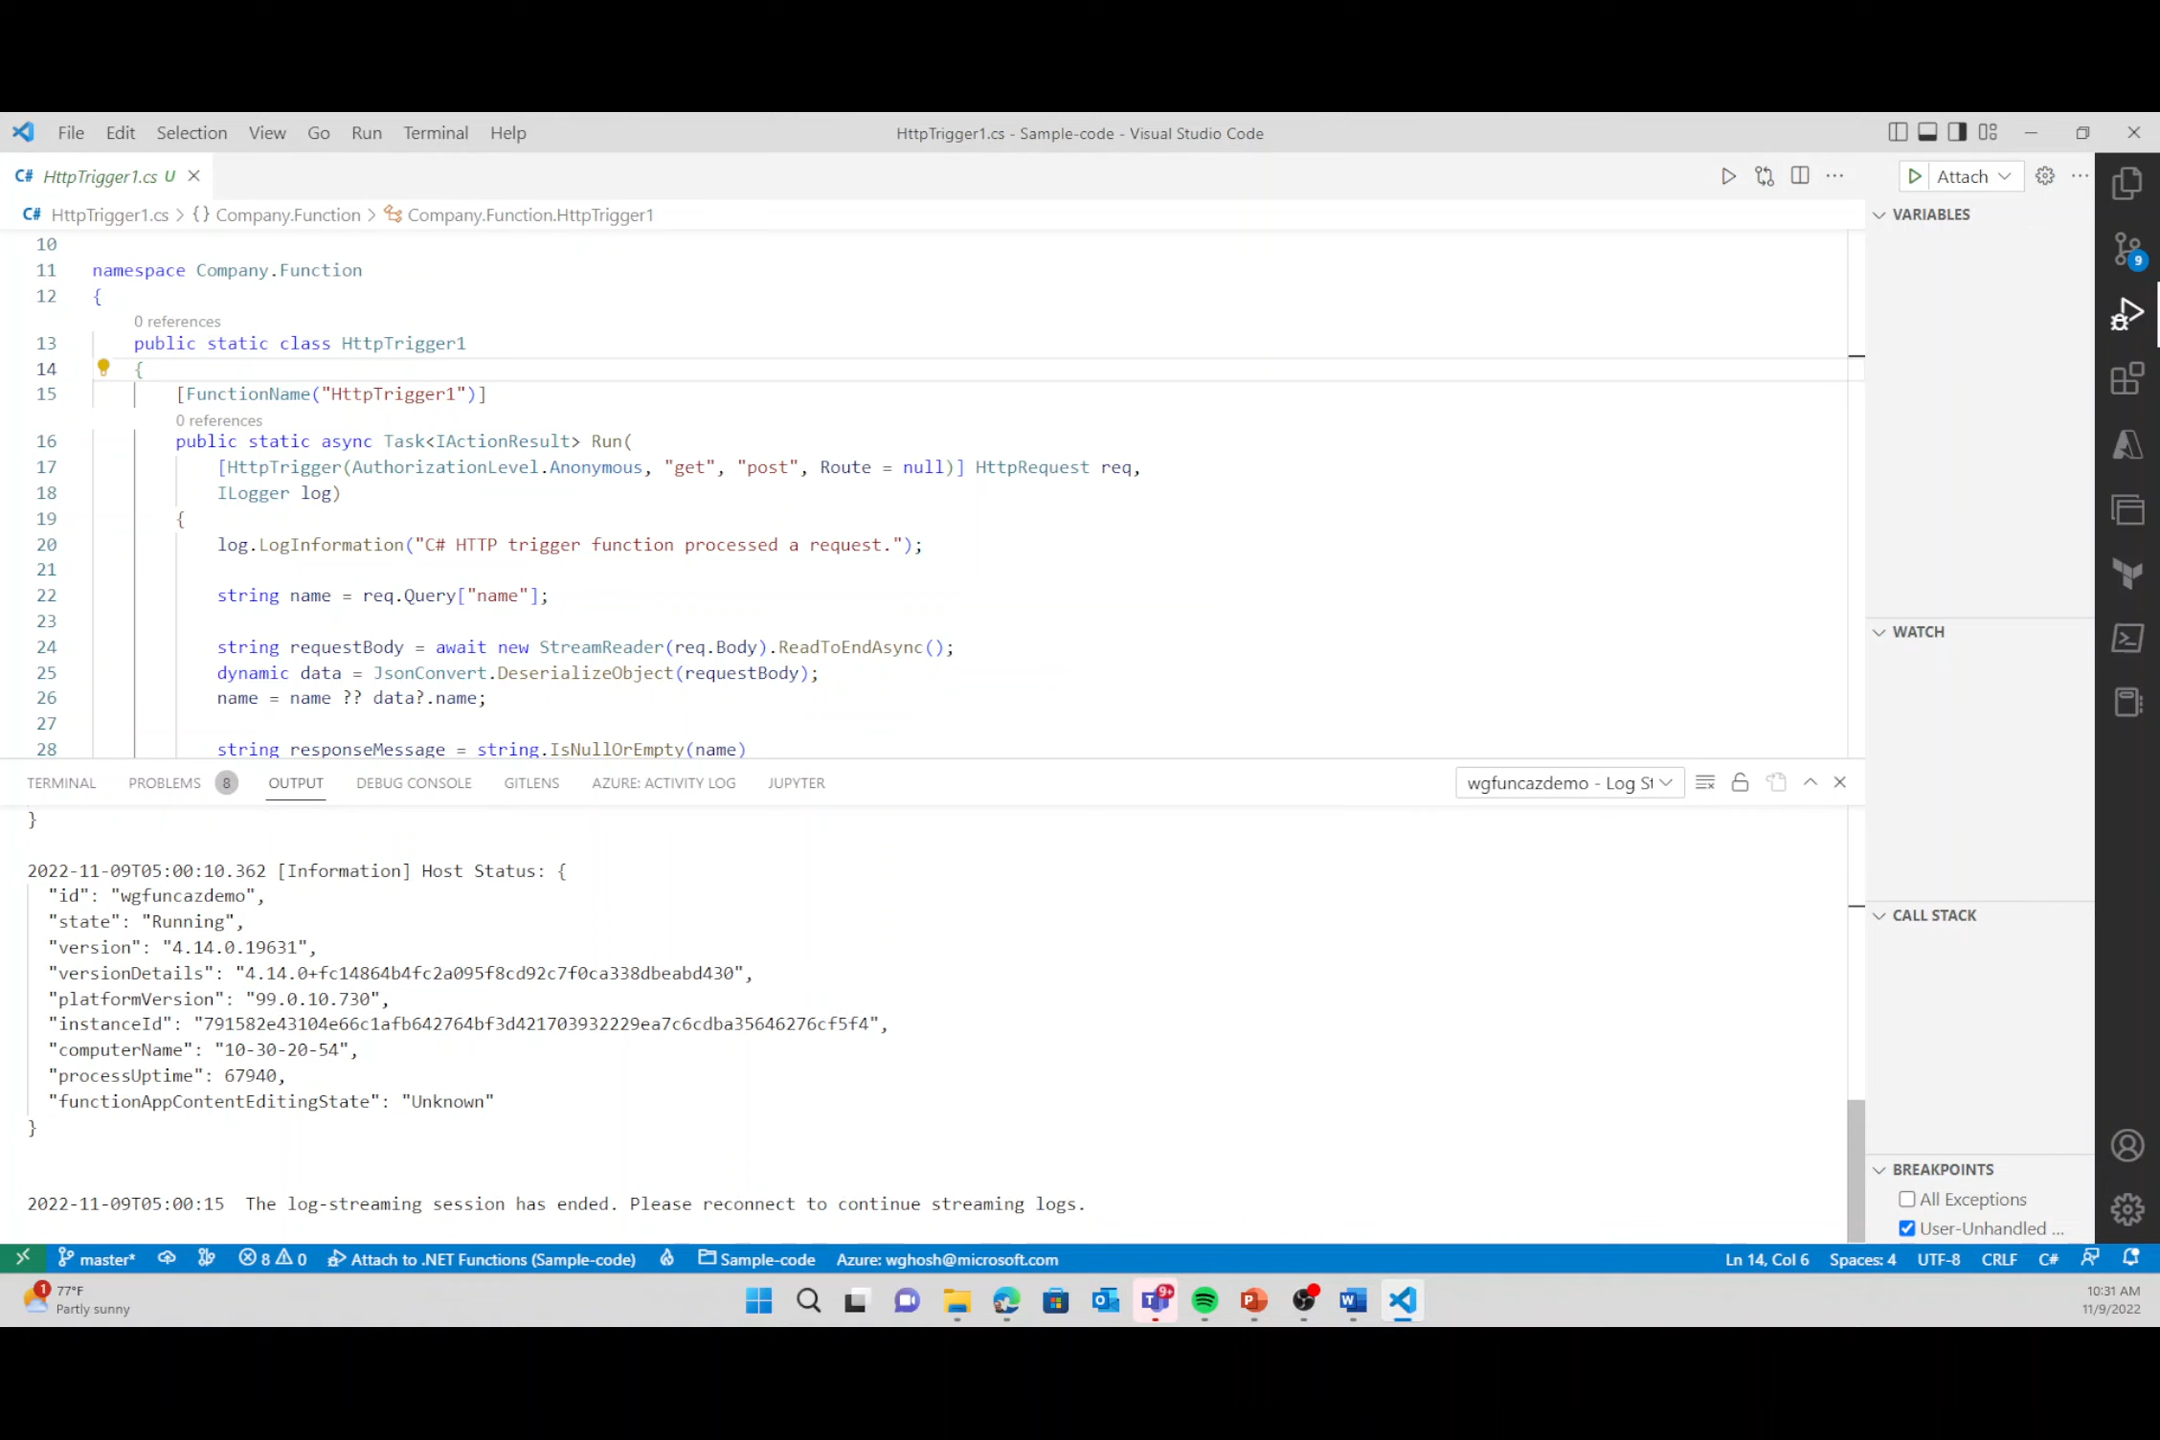 File Edit Selection View Go Run Terminal Help
HttpTrigger1.cs - Sample-code - Visual Studio Code
C# HttpTrigger1.cs U
Attach
C# HttpTrigger1.cs > {} Company.Function > Company.Function.HttpTrigger1
10
11 namespace Company.Function
12 {
0 references
13 public static class HttpTrigger1
14 {
15 [FunctionName("HttpTrigger1")]
0 references
16 public static async Task<IActionResult> Run(
17 [HttpTrigger(AuthorizationLevel.Anonymous, "get", "post", Route = null)] HttpRequest req,
18 ILogger log)
19 {
20 log.LogInformation("C# HTTP trigger function processed a request.");
21
22 string name = req.Query["name"];
23
24 string requestBody = await new StreamReader(req.Body).ReadToEndAsync();
25 dynamic data = JsonConvert.DeserializeObject(requestBody);
26 name = name ?? data?.name;
27
28 string responseMessage = string.IsNullOrEmpty(name)
VARIABLES
WATCH
CALL STACK
BREAKPOINTS
All Exceptions
User-Unhandled ...
9
TERMINAL PROBLEMS 8 OUTPUT DEBUG CONSOLE GITLENS AZURE: ACTIVITY LOG JUPYTER
wgfuncazdemo - Log St
}
2022-11-09T05:00:10.362 [Information] Host Status: {
"id": "wgfuncazdemo",
"state": "Running",
"version": "4.14.0.19631",
"versionDetails": "4.14.0+fc14864b4fc2a095f8cd92c7f0ca338dbeabd430",
"platformVersion": "99.0.10.730",
"instanceId": "791582e43104e66c1afb642764bf3d421703932229ea7c6cdba35646276cf5f4",
"computerName": "10-30-20-54",
"processUptime": 67940,
"functionAppContentEditingState": "Unknown"
}
2022-11-09T05:00:15 The log-streaming session has ended. Please reconnect to continue streaming logs.
master* 8 0 Attach to .NET Functions (Sample-code) Sample-code Azure: wghosh@microsoft.com
Ln 14, Col 6 Spaces: 4 UTF-8 CRLF C#
1 77°F
Partly sunny
9+
10:31 AM
11/9/2022